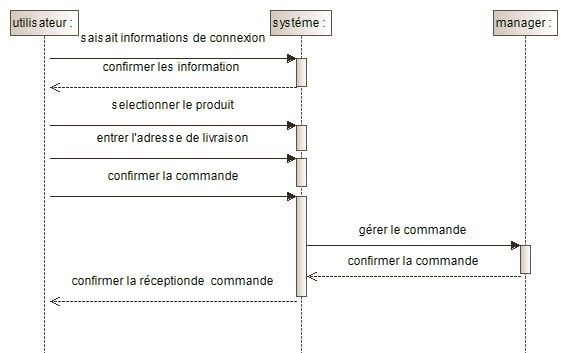 utilisateur :
systéme :
manager :
saisait informations de connexion
confirmer les information
selectionner le produit
entrer l'adresse de livraison
confirmer la commande
gérer le commande
confirmer la commande
confirmer la réceptionde commande